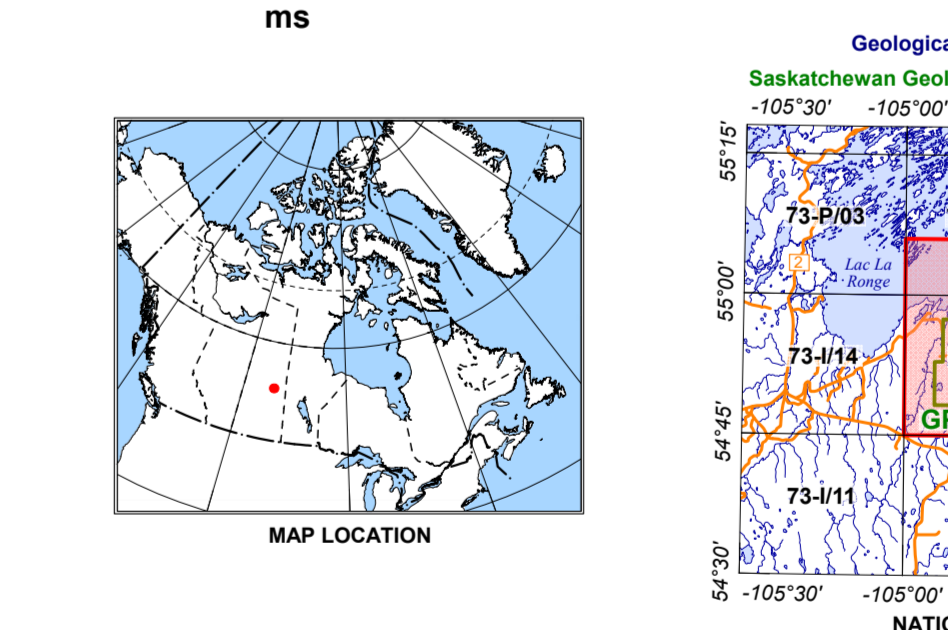 ms
Geologica
Saskatchewan Geol
-105°30' -105°00'
55°15'
73-P/03
2
Lac La
Ronge
55°00'
73-I/14
GF
54°45'
73-I/11
54°30'
-105°30' -105°00'
MAP LOCATION
NATIO